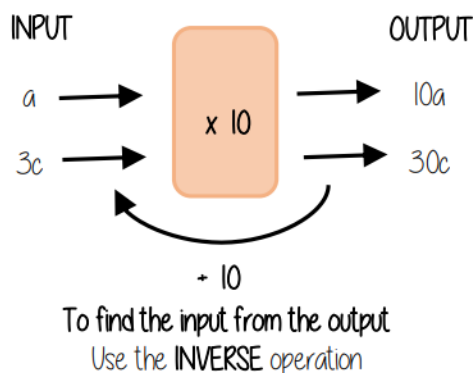 INPUT OUTPUT
a 10a
x 10
3c 30c
÷ 10
To find the input from the output
Use the INVERSE operation